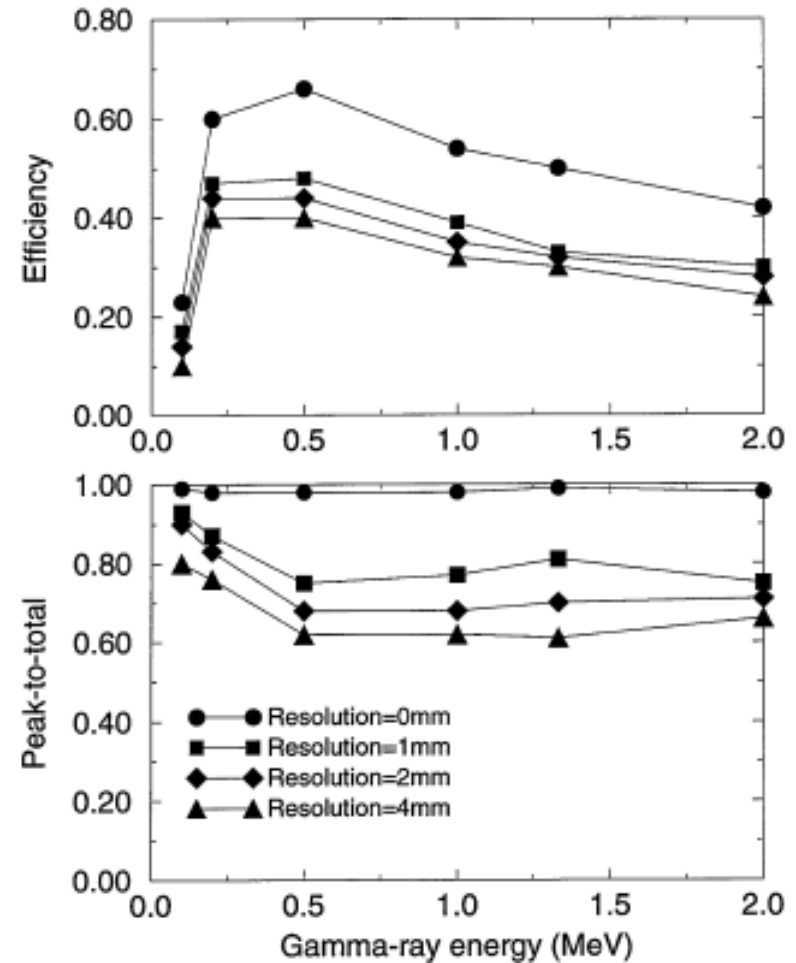 0.80
0.60
0.40
0.20
0.00
Efficiency
0.0 0.5 1.0 1.5 2.0
1.00
0.80
0.60
0.40
0.20
0.00
Peak-to-total
Resolution=0mm
Resolution=1mm
Resolution=2mm
Resolution=4mm
0.0 0.5 1.0 1.5 2.0
Gamma-ray energy (MeV)